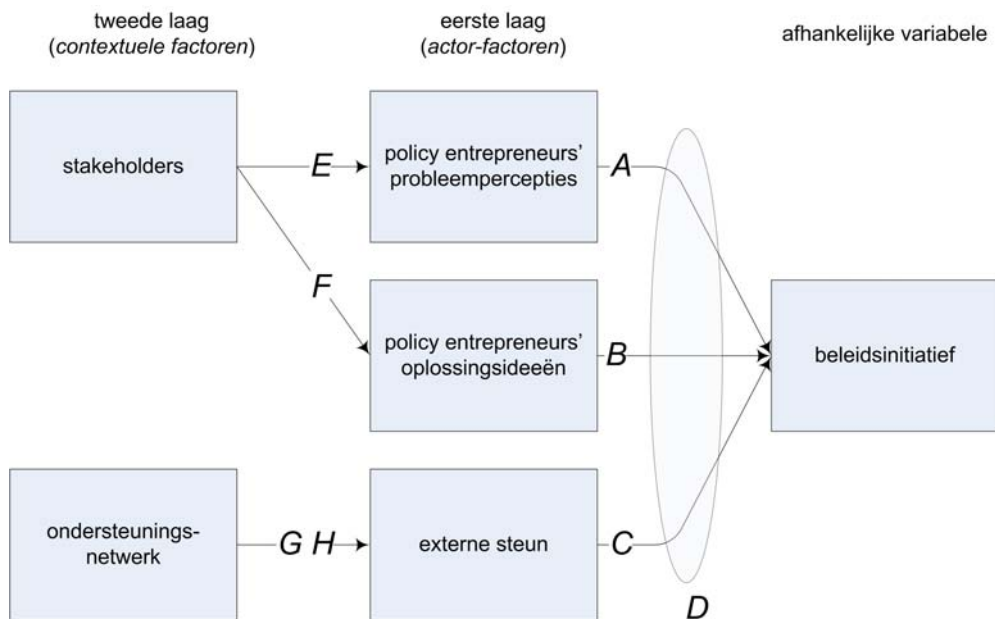 tweede laag
(contextuele factoren)
eerste laag
(actor-factoren)
afhankelijke variabele
stakeholders
E
policy entrepreneurs’
probleempercepties
A
F
policy entrepreneurs’
oplossingsideeën
B
beleidsinitiatief
ondersteunings-
netwerk
G H
externe steun
C
D